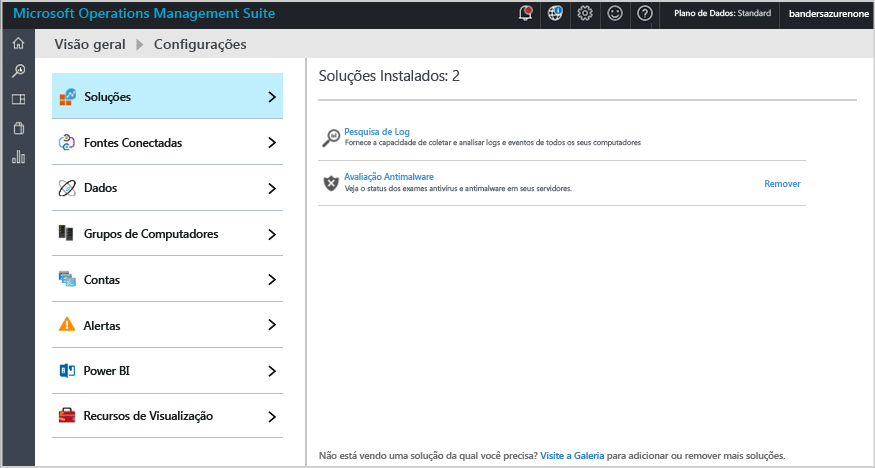 Microsoft Operations Management Suite
Plano de Dados: Standard
bandersazurenone
Visão geral Configurações
Soluções
Fontes Conectadas
Dados
Grupos de Computadores
Contas
Alertas
Power BI
Recursos de Visualização
Soluções Instalados: 2
Pesquisa de Log
Fornece a capacidade de coletar e analisar logs e eventos de todos os seus computadores
Avaliação Antimalware
Veja o status dos exames antivírus e antimalware em seus servidores.
Remover
Não está vendo uma solução da qual você precisa? Visite a Galeria para adicionar ou remover mais soluções.